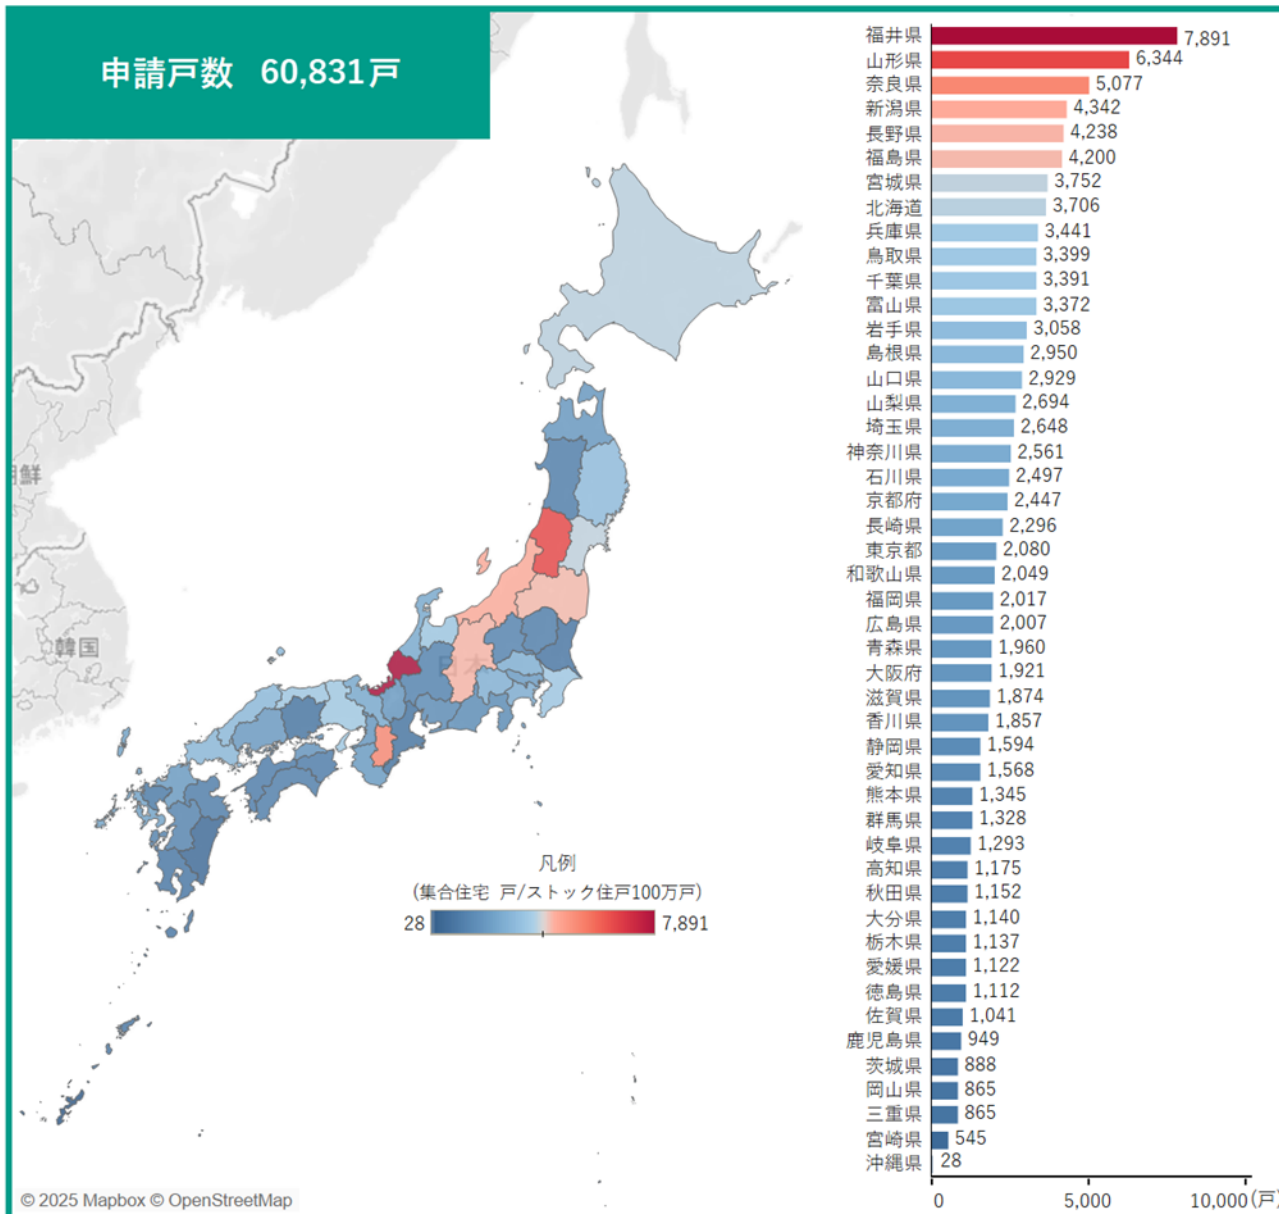 申請戸数 60,831戸
鮮
韓国
日本
凡例
(集合住宅 戸/ストック住戸100万戸)
28 7,891
© 2025 Mapbox © OpenStreetMap
福井県 7,891
山形県 6,344
奈良県 5,077
新潟県 4,342
長野県 4,238
福島県 4,200
宮城県 3,752
北海道 3,706
兵庫県 3,441
鳥取県 3,399
千葉県 3,391
富山県 3,372
岩手県 3,058
島根県 2,950
山口県 2,929
山梨県 2,694
埼玉県 2,648
神奈川県 2,561
石川県 2,497
京都府 2,447
長崎県 2,296
東京都 2,080
和歌山県 2,049
福岡県 2,017
広島県 2,007
青森県 1,960
大阪府 1,921
滋賀県 1,874
香川県 1,857
静岡県 1,594
愛知県 1,568
熊本県 1,345
群馬県 1,328
岐阜県 1,293
高知県 1,175
秋田県 1,152
大分県 1,140
栃木県 1,137
愛媛県 1,122
徳島県 1,112
佐賀県 1,041
鹿児島県 949
茨城県 888
岡山県 865
三重県 865
宮崎県 545
沖縄県 28
0 5,000 10,000(戸)